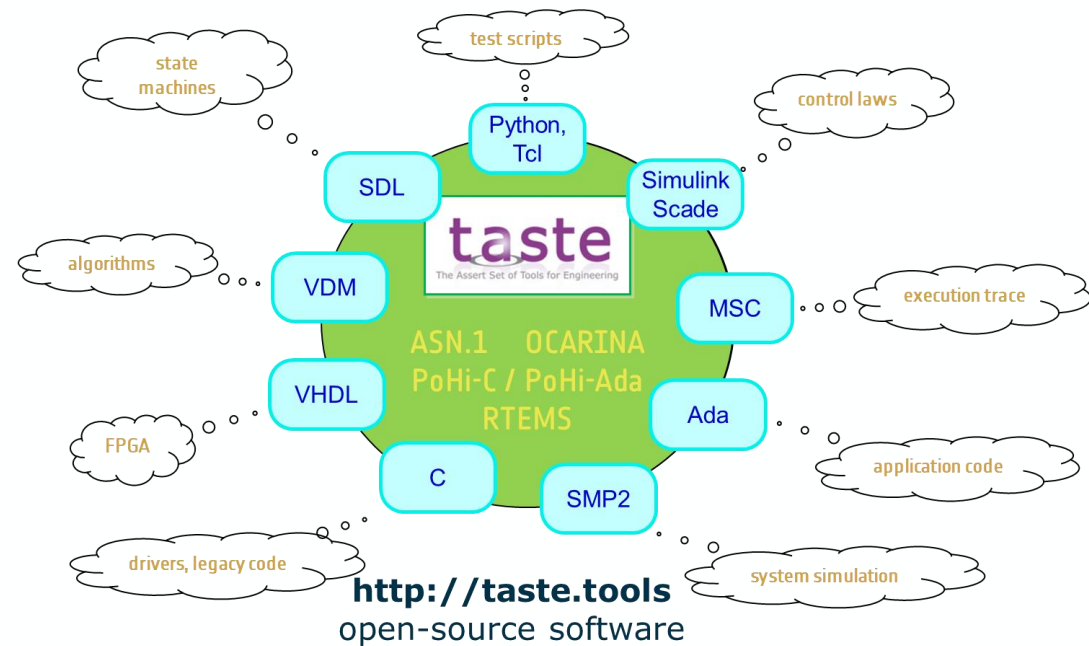 test scripts
state
machines
control laws
Python,
Tcl
SDL
Simulink
Scade
taste
The Assert Set of Tools for Engineering
algorithms
VDM
MSC
execution trace
ASN.1 OCARINA
PoHi-C / PoHi-Ada
RTEMS
VHDL
Ada
FPGA
application code
C
SMP2
drivers, legacy code
system simulation
http://taste.tools
open-source software